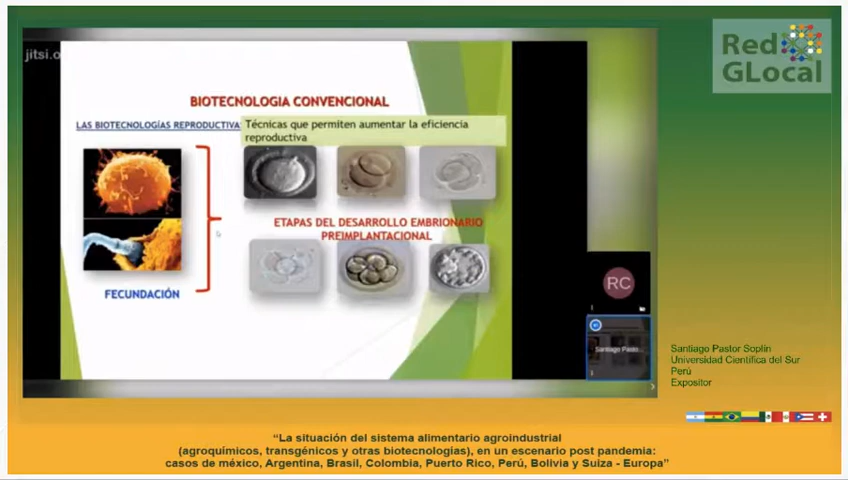 Red
GLocal
jitsi.o
BIOTECNOLOGIA CONVENCIONAL
LAS BIOTECNOLOGÍAS REPRODUCTIVA
Técnicas que permiten aumentar la eficiencia
reproductiva
ETAPAS DEL DESARROLLO EMBRIONARIO
PREIMPLANTACIONAL
FECUNDACIÓN
RC
Santiago Pasto...
Santiago Pastor Soplín
Universidad Científica del Sur
Perú
Expositor
“La situación del sistema alimentario agroindustrial
(agroquímicos, transgénicos y otras biotecnologías), en un escenario post pandemia:
casos de méxico, Argentina, Brasil, Colombia, Puerto Rico, Perú, Bolivia y Suiza - Europa”